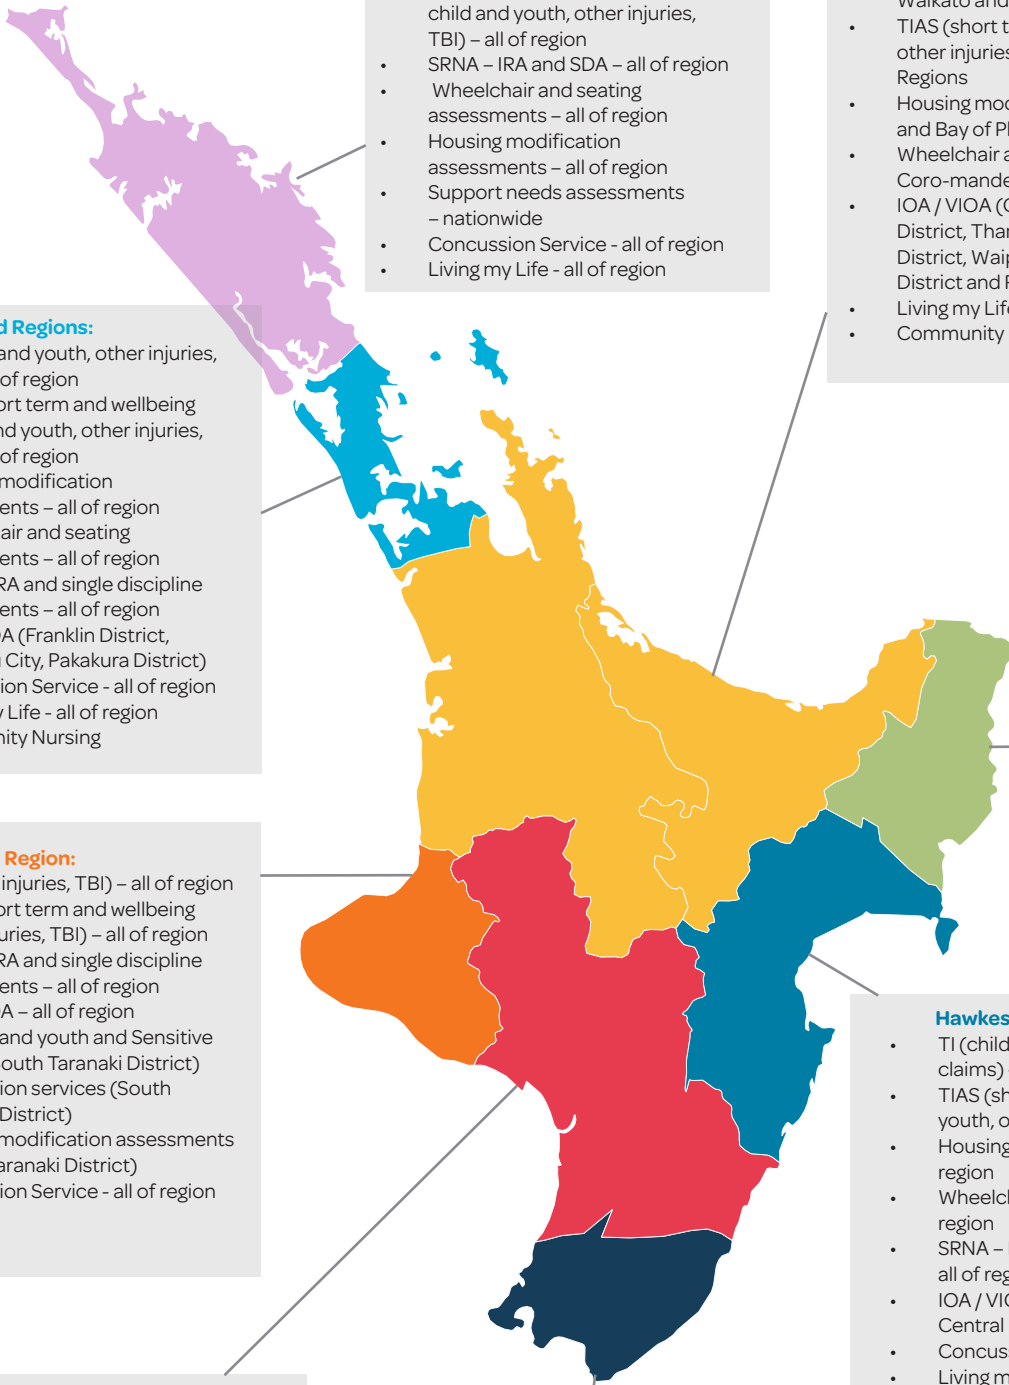 child and youth, other injuries,
TBI) – all of region
• SRNA – IRA and SDA – all of region
• Wheelchair and seating
assessments – all of region
• Housing modification
assessments – all of region
• Support needs assessments
– nationwide
• Concussion Service - all of region
• Living my Life - all of region
Waikato and
• TIAS (short t
other injuries
Regions
• Housing mod
and Bay of Pl
• Wheelchair a
Coro-mande
• IOA / VIOA (
District, Thar
District, Waip
District and
• Living my Life
• Community
d Regions:
and youth, other injuries,
of region
ort term and wellbeing
nd youth, other injuries,
of region
modification
ents – all of region
air and seating
ents – all of region
RA and single discipline
ents – all of region
OA (Franklin District,
City, Pakakura District)
ion Service - all of region
y Life - all of region
nity Nursing
Region:
injuries, TBI) – all of region
ort term and wellbeing
uries, TBI) – all of region
RA and single discipline
ents – all of region
A – all of region
and youth and Sensitive
outh Taranaki District)
ion services (South
District)
modification assessments
aranaki District)
ion Service - all of region
Hawkes
• TI (child
claims)
• TIAS (sh
youth, o
• Housing
region
• Wheelch
region
• SRNA –
all of reg
• IOA / VIO
Central
• Concuss
• Living m